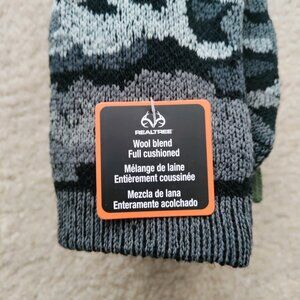 REALTREE
Wool blend
Full cushioned
Mélange de laine
Entièrement coussinée
Mezcla de lana
Enteramente acolchado